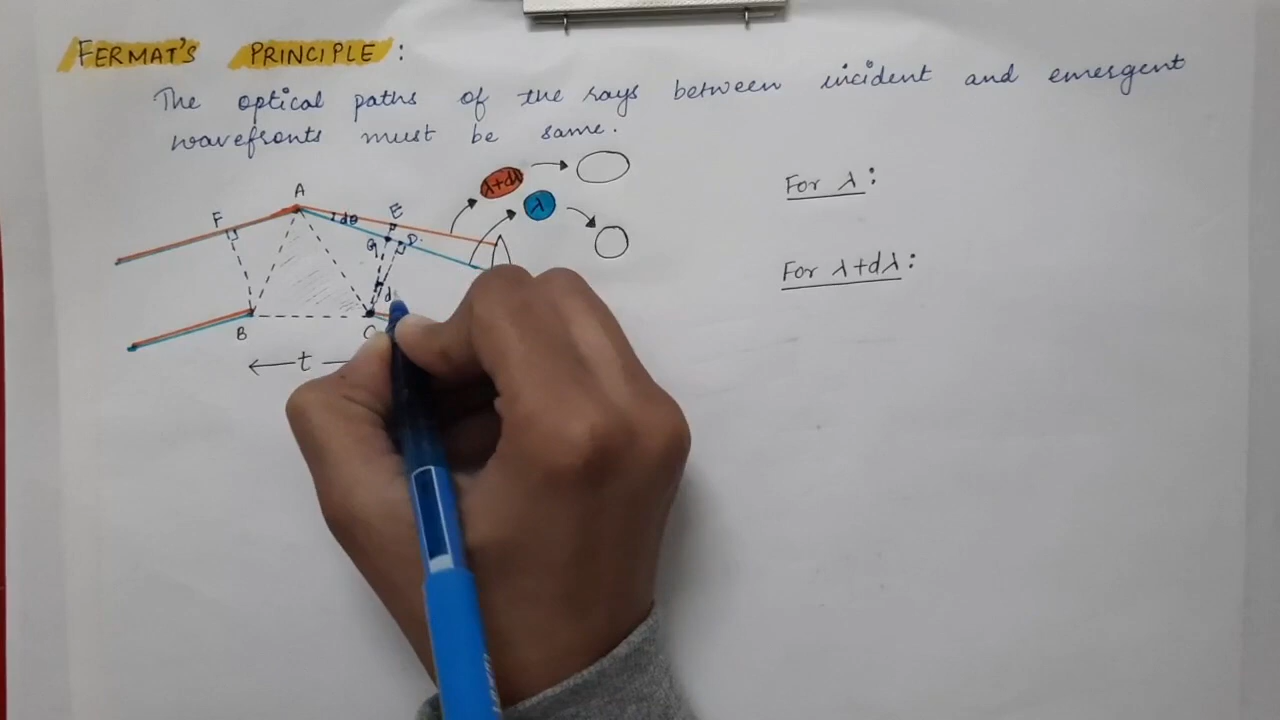 FERMAT'S PRINCIPLE :
The optical paths of the rays between incident and emergent
wavefronts must be same.
λ+dλ
λ
For λ :
For λ+dλ :
A
F
dθ
E
G
D
d
B
C
t